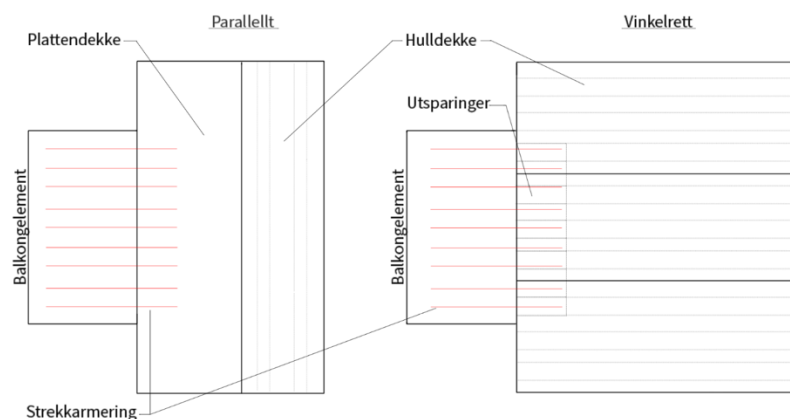 Parallellt
Vinkelrett
Plattendekke
Hulldekke
Utsparinger
Balkongelement
Balkongelement
Strekkarmering